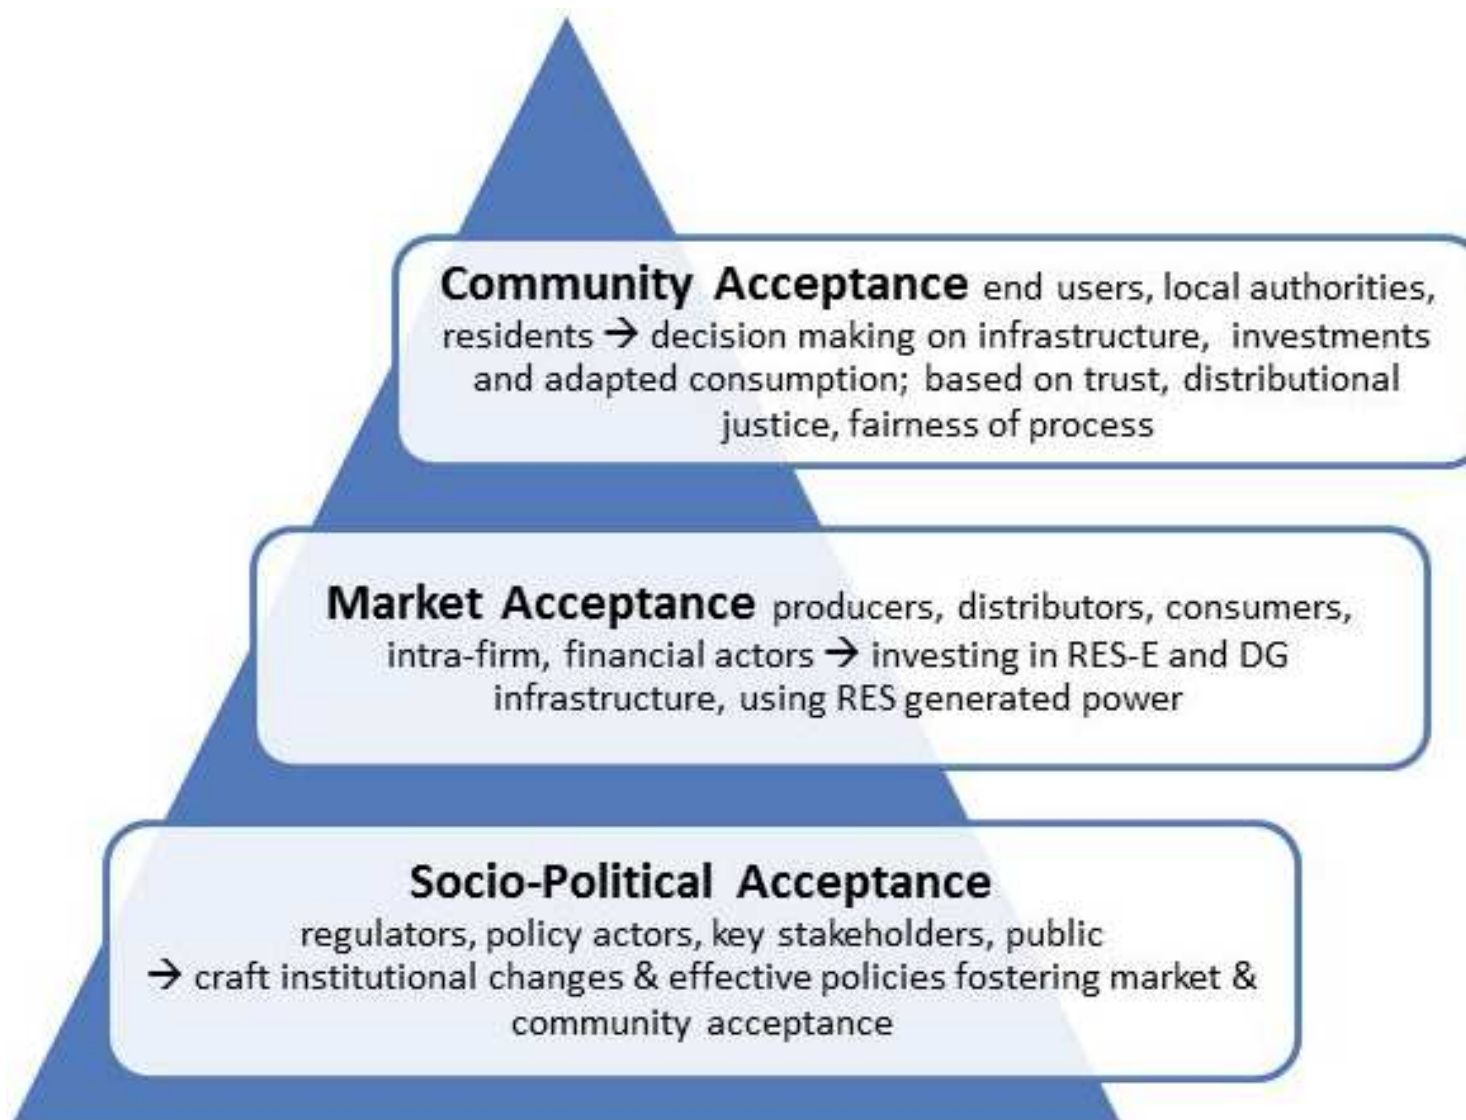 Community Acceptance end users, local authorities,
residents → decision making on infrastructure, investments
and adapted consumption; based on trust, distributional
justice, fairness of process
Market Acceptance producers, distributors, consumers,
intra-firm, financial actors → investing in RES-E and DG
infrastructure, using RES generated power
Socio-Political Acceptance
regulators, policy actors, key stakeholders, public
→ craft institutional changes & effective policies fostering market &
community acceptance